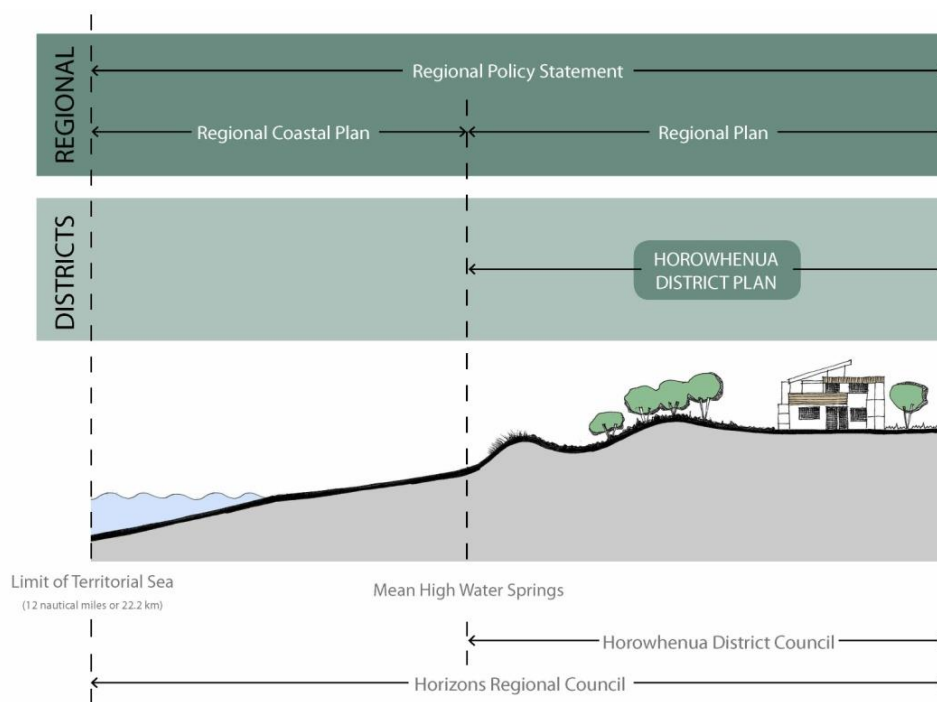 REGIONAL
Regional Policy Statement
Regional Coastal Plan
Regional Plan
DISTRICTS
HOROWHENUA
DISTRICT PLAN
Limit of Territorial Sea
(12 nautical miles or 22.2 km)
Mean High Water Springs
Horowhenua District Council
Horizons Regional Council